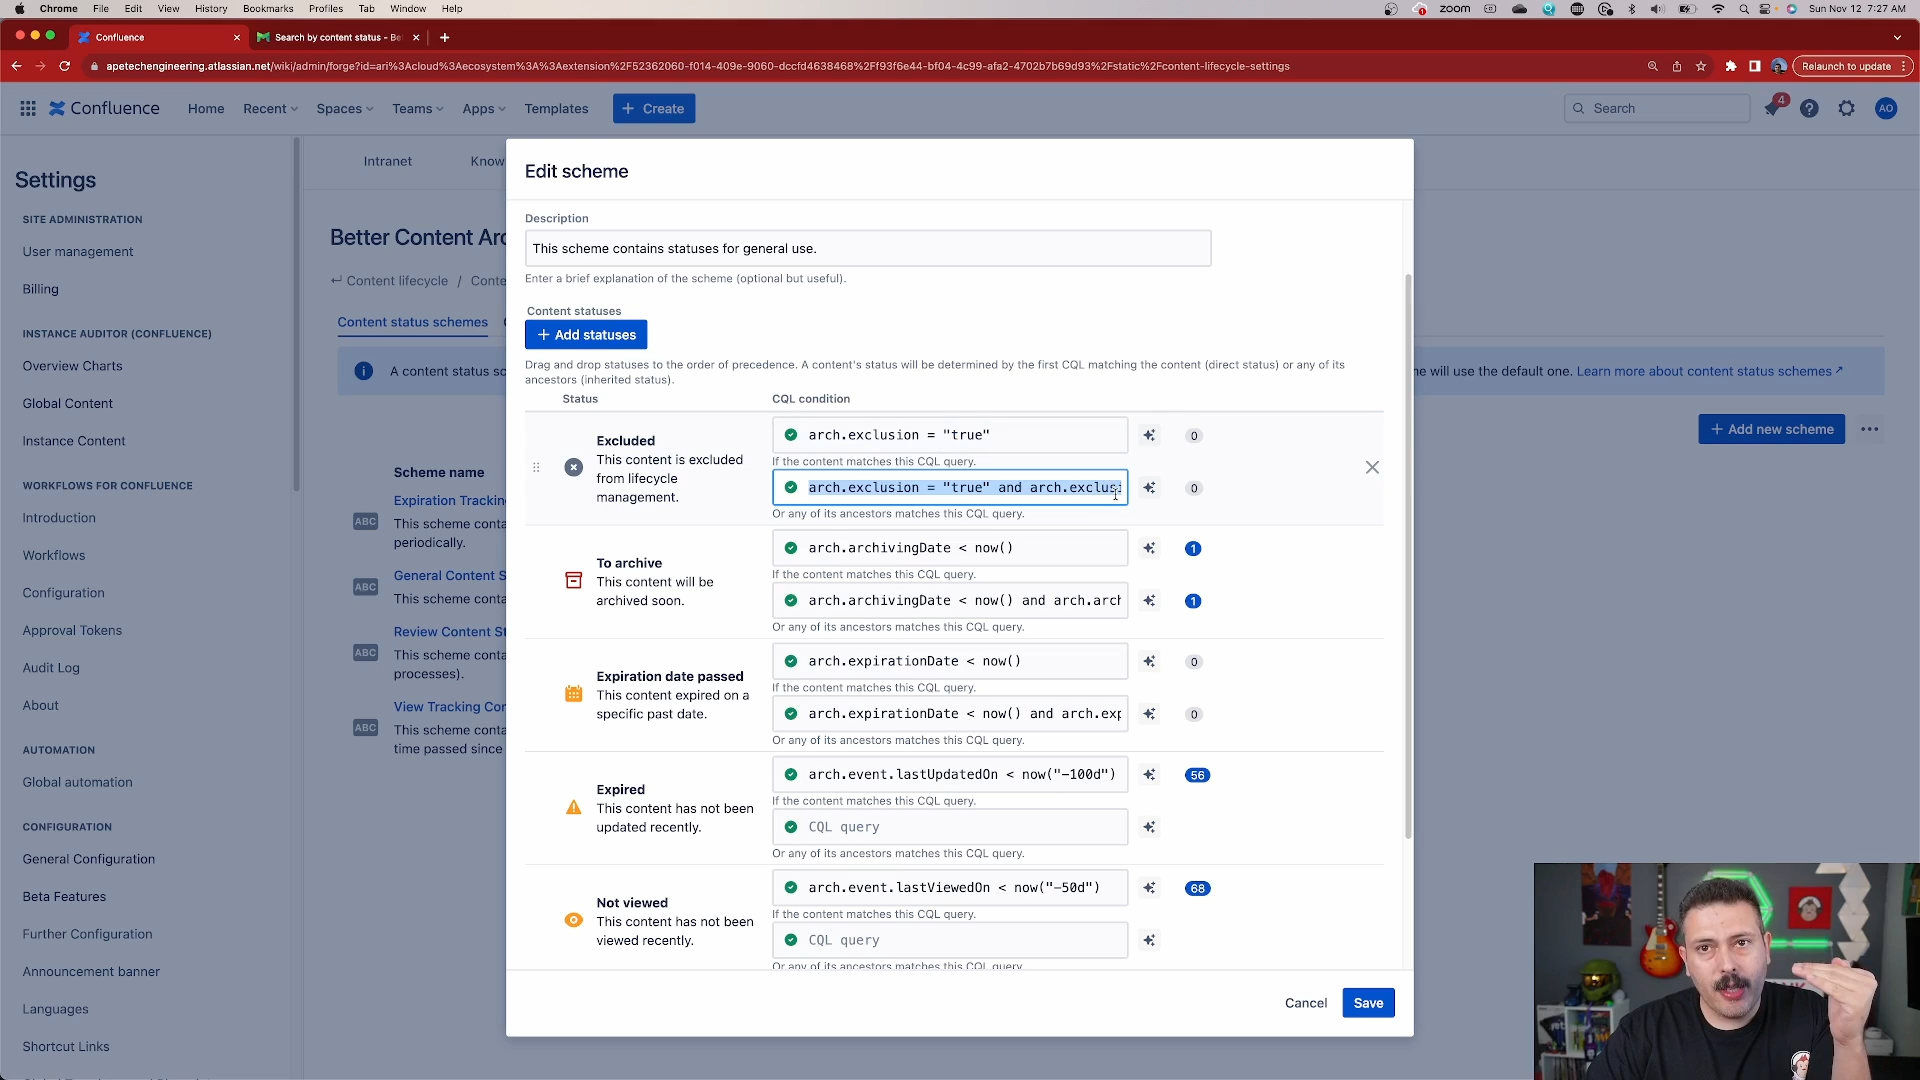 Chrome File Edit View History Bookmarks Profiles Tab Window Help
zoom
Sun Nov 12 7:27 AM
Confluence
Search by content status - Be
apetechengineering.atlassian.net/wiki/admin/forge?id=ari%3Acloud%3Aecosystem%3A%3Aextension%2F52362060-f014-409e-9060-dccfd4638468%2Ff93f6e44-bf04-4c99-afa2-4702b7b69d93%2Fstatic%2Fcontent-lifecycle-settings
Relaunch to update
Confluence
Home Recent Spaces Teams Apps Templates
+ Create
Search
4
AO
Settings
SITE ADMINISTRATION
User management
Billing
INSTANCE AUDITOR (CONFLUENCE)
Overview Charts
Global Content
Instance Content
WORKFLOWS FOR CONFLUENCE
Introduction
Workflows
Configuration
Approval Tokens
Audit Log
About
AUTOMATION
Global automation
CONFIGURATION
General Configuration
Beta Features
Further Configuration
Announcement banner
Languages
Shortcut Links
Intranet Know
Better Content Arc
Content lifecycle / Conte
Content status schemes
A content status sc
me will use the default one. Learn more about content status schemes
+ Add new scheme
Scheme name
ABC
Expiration Trackin
This scheme conta
periodically.
ABC
General Content S
This scheme conta
ABC
Review Content St
This scheme conta
processes).
ABC
View Tracking Cor
This scheme conta
time passed since
Edit scheme
Description
This scheme contains statuses for general use.
Enter a brief explanation of the scheme (optional but useful).
Content statuses
+ Add statuses
Drag and drop statuses to the order of precedence. A content's status will be determined by the first CQL matching the content (direct status) or any of its
ancestors (inherited status).
Status CQL condition
Excluded
This content is excluded
from lifecycle
management.
arch.exclusion = "true"
0
If the content matches this CQL query.
arch.exclusion = "true" and arch.exclusi
0
Or any of its ancestors matches this CQL query.
To archive
This content will be
archived soon.
arch.archivingDate < now()
1
If the content matches this CQL query.
arch.archivingDate < now() and arch.arch
1
Or any of its ancestors matches this CQL query.
Expiration date passed
This content expired on a
specific past date.
arch.expirationDate < now()
0
If the content matches this CQL query.
arch.expirationDate < now() and arch.exp
0
Or any of its ancestors matches this CQL query.
Expired
This content has not been
updated recently.
arch.event.lastUpdatedOn < now("-100d")
56
If the content matches this CQL query.
CQL query
Or any of its ancestors matches this CQL query.
Not viewed
This content has not been
viewed recently.
arch.event.lastViewedOn < now("-50d")
68
If the content matches this CQL query.
CQL query
Or any of its ancestors matches this CQL query
Cancel
Save